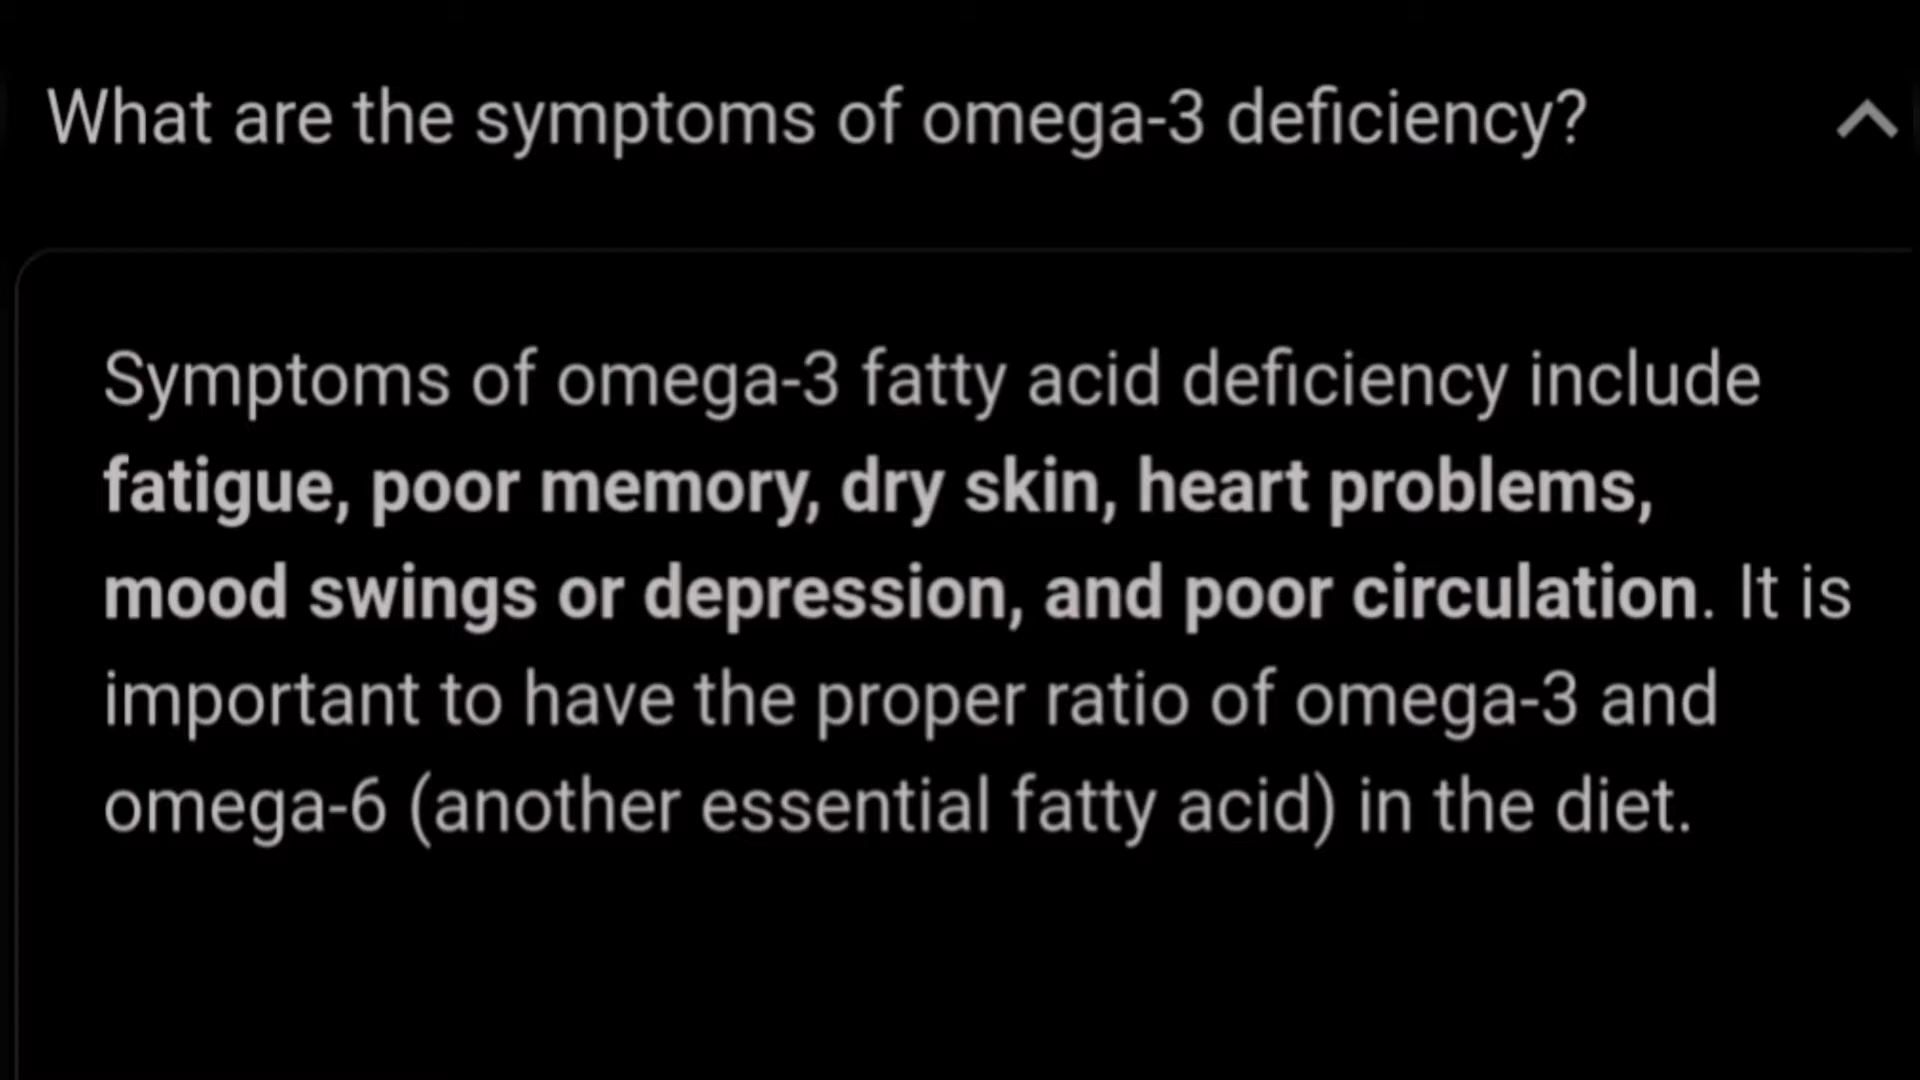 What are the symptoms of omega-3 deficiency?
Symptoms of omega-3 fatty acid deficiency include
fatigue, poor memory, dry skin, heart problems,
mood swings or depression, and poor circulation. It is
important to have the proper ratio of omega-3 and
omega-6 (another essential fatty acid) in the diet.